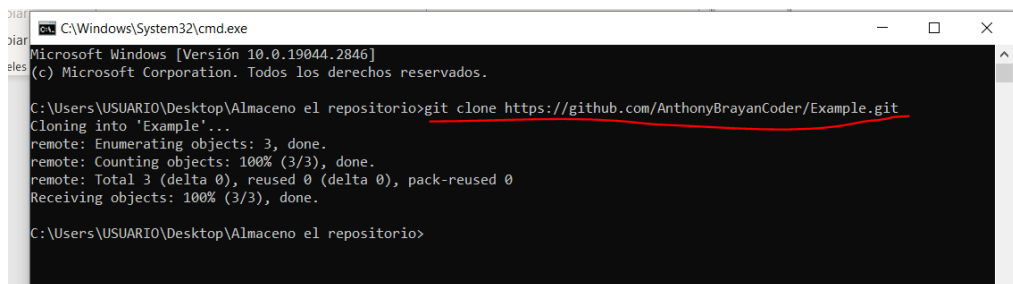 C:\Windows\System32\cmd.exe
Microsoft Windows [Versión 10.0.19044.2846]
(c) Microsoft Corporation. Todos los derechos reservados.
C:\Users\USUARIO\Desktop\Almaceno el repositorio>git clone https://github.com/AnthonyBrayanCoder/Example.git
Cloning into 'Example'...
remote: Enumerating objects: 3, done.
remote: Counting objects: 100% (3/3), done.
remote: Total 3 (delta 0), reused 0 (delta 0), pack-reused 0
Receiving objects: 100% (3/3), done.
C:\Users\USUARIO\Desktop\Almaceno el repositorio>